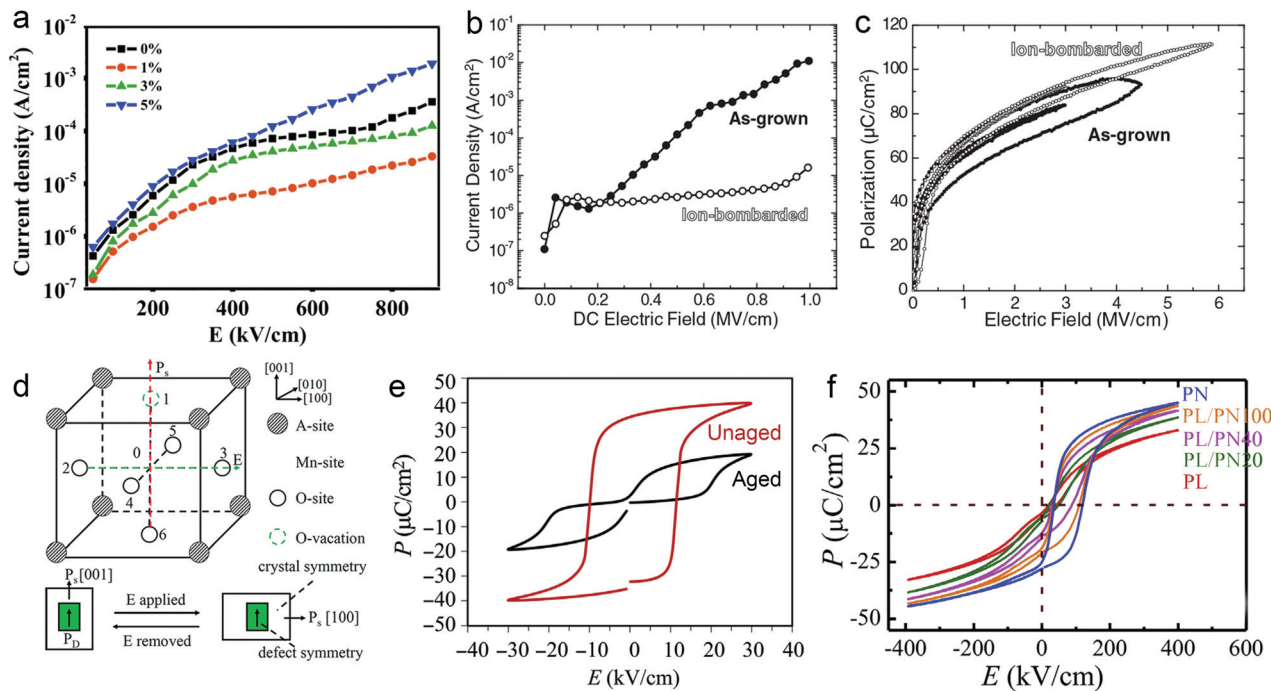 a
10⁻²
10⁻³
10⁻⁴
10⁻⁵
10⁻⁶
10⁻⁷
Current density (A/cm²)
0%
1%
3%
5%
200 400 600 800
E (kV/cm)
b
10⁻¹
10⁻²
10⁻³
10⁻⁴
10⁻⁵
10⁻⁶
10⁻⁷
10⁻⁸
Current Density (A/cm²)
As-grown
Ion-bombarded
0.0 0.2 0.4 0.6 0.8 1.0
DC Electric Field (MV/cm)
c
120
100
80
60
40
20
0
Polarization (μC/cm²)
Ion-bombarded
As-grown
0 1 2 3 4 5 6
Electric Field (MV/cm)
d
Pₛ
[001]
[010]
[100]
1
A-site
5
0
2
3
E
Mn-site
4
O-site
6
O-vacation
crystal symmetry
Pₛ[001]
E applied
Pₛ [100]
P_D
E removed
defect symmetry
e
50
40
30
20
10
0
−10
−20
−30
−40
−50
P (μC/cm²)
Unaged
Aged
−40 −30 −20 −10 0 10 20 30 40
E (kV/cm)
f
50
25
0
-25
-50
P (μC/cm²)
PN
PL/PN100
PL/PN40
PL/PN20
PL
-400 -200 0 200 400 600
E (kV/cm)